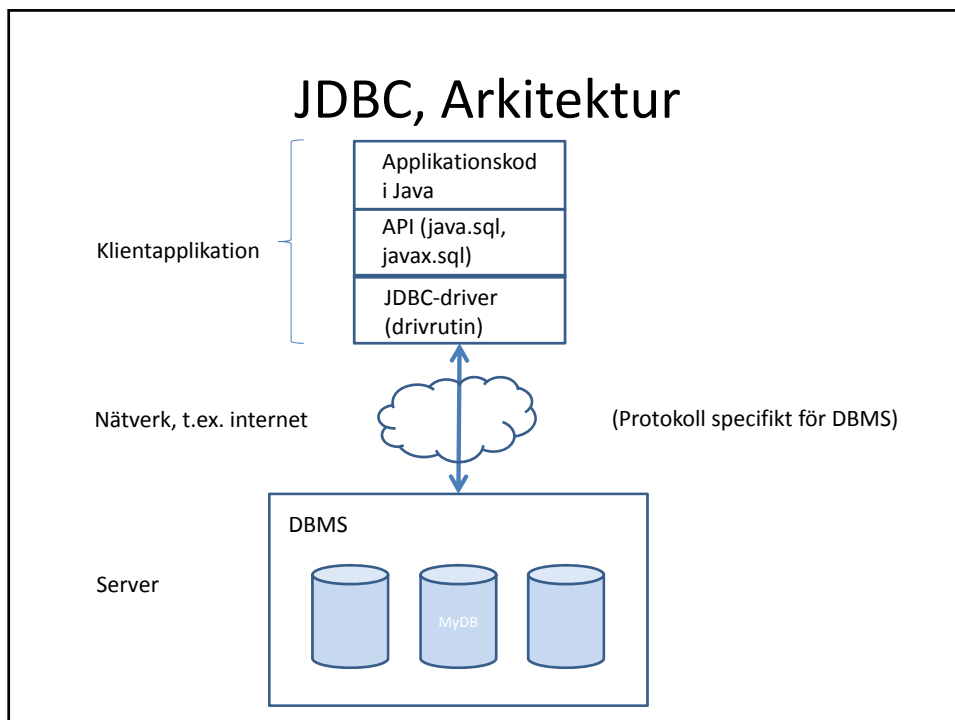 JDBC, Arkitektur
Applikationskod
i Java
API (java.sql,
javax.sql)
Klientapplikation
JDBC-driver
(drivrutin)
Nätverk, t.ex. internet
(Protokoll specifikt för DBMS)
DBMS
Server
MyDB